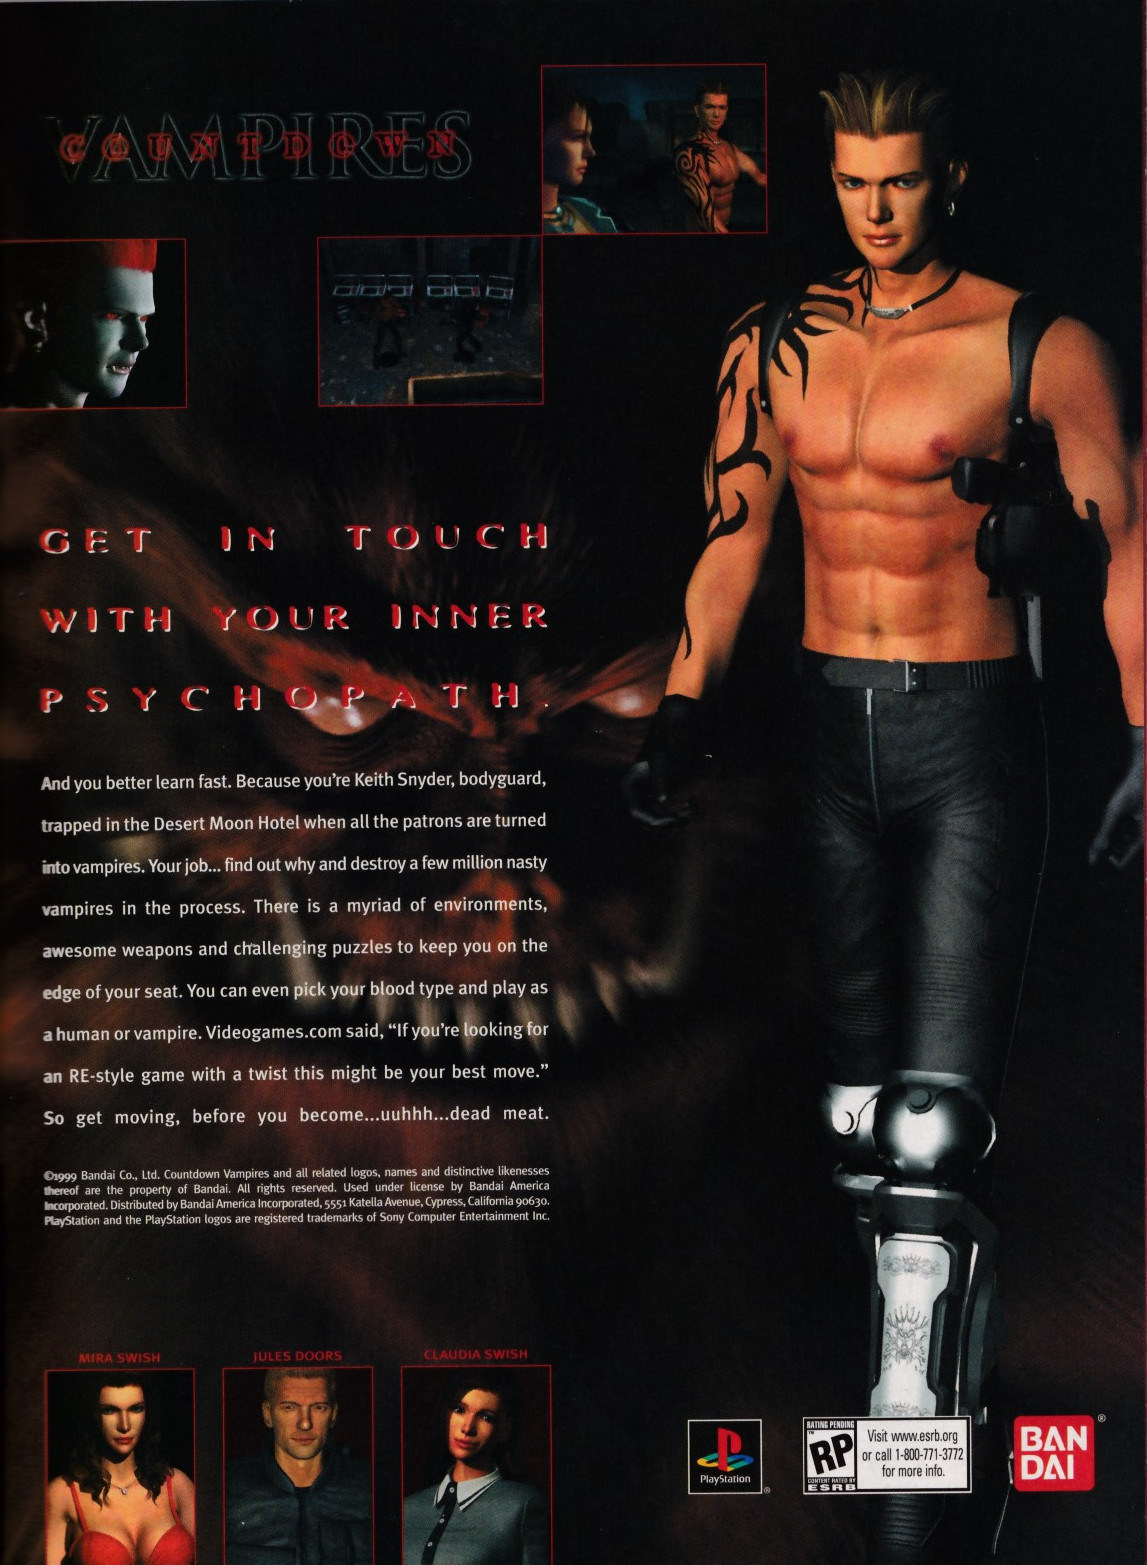 COUNTDOWN
VAMPIRES
GET IN TOUCH
WITH YOUR INNER
PSYCHOPATH.
And you better learn fast. Because you're Keith Snyder, bodyguard,
trapped in the Desert Moon Hotel when all the patrons are turned
into vampires. Your job... find out why and destroy a few million nasty
vampires in the process. There is a myriad of environments,
awesome weapons and challenging puzzles to keep you on the
edge of your seat. You can even pick your blood type and play as
a human or vampire. Videogames.com said, “If you're looking for
an RE-style game with a twist this might be your best move.”
So get moving, before you become...uuhhh...dead meat.
©1999 Bandai Co., Ltd. Countdown Vampires and all related logos, names and distinctive likenesses
thereof are the property of Bandai. All rights reserved. Used under license by Bandai America
Incorporated. Distributed by Bandai America Incorporated, 5551 Katella Avenue, Cypress, California 90630.
PlayStation and the PlayStation logos are registered trademarks of Sony Computer Entertainment Inc.
MIRA SWISH
JULES DOORS
CLAUDIA SWISH
PlayStation
®
RATING PENDING
RP
™
CONTENT RATED BY
ESRB
Visit www.esrb.org
or call 1-800-771-3772
for more info.
BAN
DAI
®